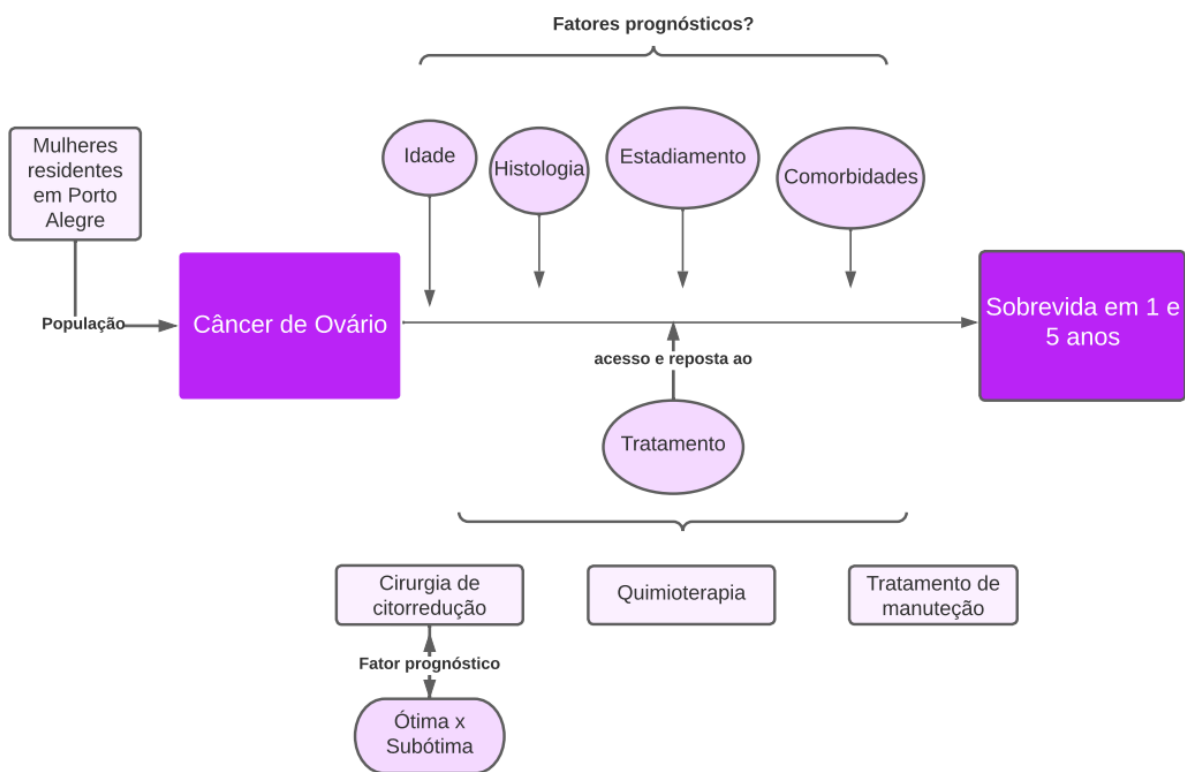 Fatores prognósticos?
Mulheres
residentes
em Porto
Alegre
Idade
Histologia
Estadiamento
Comorbidades
População
Câncer de Ovário
Sobrevida em 1 e
5 anos
acesso e reposta ao
Tratamento
Cirurgia de
citorredução
Quimioterapia
Tratamento de
manuteção
Fator prognóstico
Ótima x
Subótima